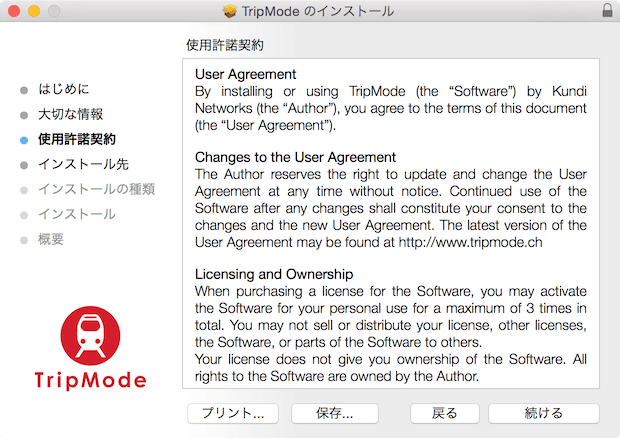 TripMode のインストール
使用許諾契約
はじめに
大切な情報
使用許諾契約
インストール先
インストールの種類
インストール
概要
TripMode
User Agreement
By installing or using TripMode (the “Software”) by Kundi
Networks (the “Author”), you agree to the terms of this document
(the “User Agreement”).
Changes to the User Agreement
The Author reserves the right to update and change the User
Agreement at any time without notice. Continued use of the
Software after any changes shall constitute your consent to the
changes and the new User Agreement. The latest version of the
User Agreement may be found at http://www.tripmode.ch
Licensing and Ownership
When purchasing a license for the Software, you may activate
the Software for your personal use for a maximum of 3 times in
total. You may not sell or distribute your license, other licenses,
the Software, or parts of the Software to others.
Your license does not give you ownership of the Software. All
rights to the Software are owned by the Author.
プリント... 保存... 戻る 続ける